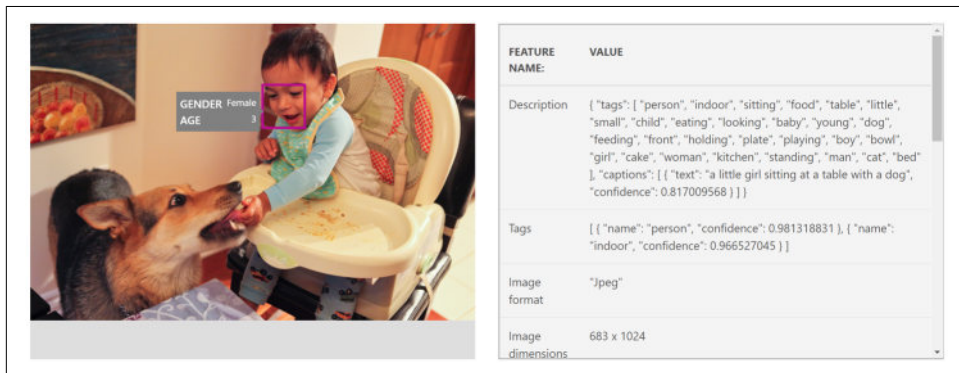 GENDER Female
AGE 3
FEATURE NAME: VALUE
Description { "tags": [ "person", "indoor", "sitting", "food", "table", "little",
"small", "child", "eating", "looking", "baby", "young", "dog",
"feeding", "front", "holding", "plate", "playing", "boy", "bowl",
"girl", "cake", "woman", "kitchen", "standing", "man", "cat", "bed"
], "captions": [ { "text": "a little girl sitting at a table with a dog",
"confidence": 0.817009568 } ] }
Tags [ { "name": "person", "confidence": 0.981318831 }, { "name":
"indoor", "confidence": 0.966527045 } ]
Image format "Jpeg"
Image dimensions 683 x 1024